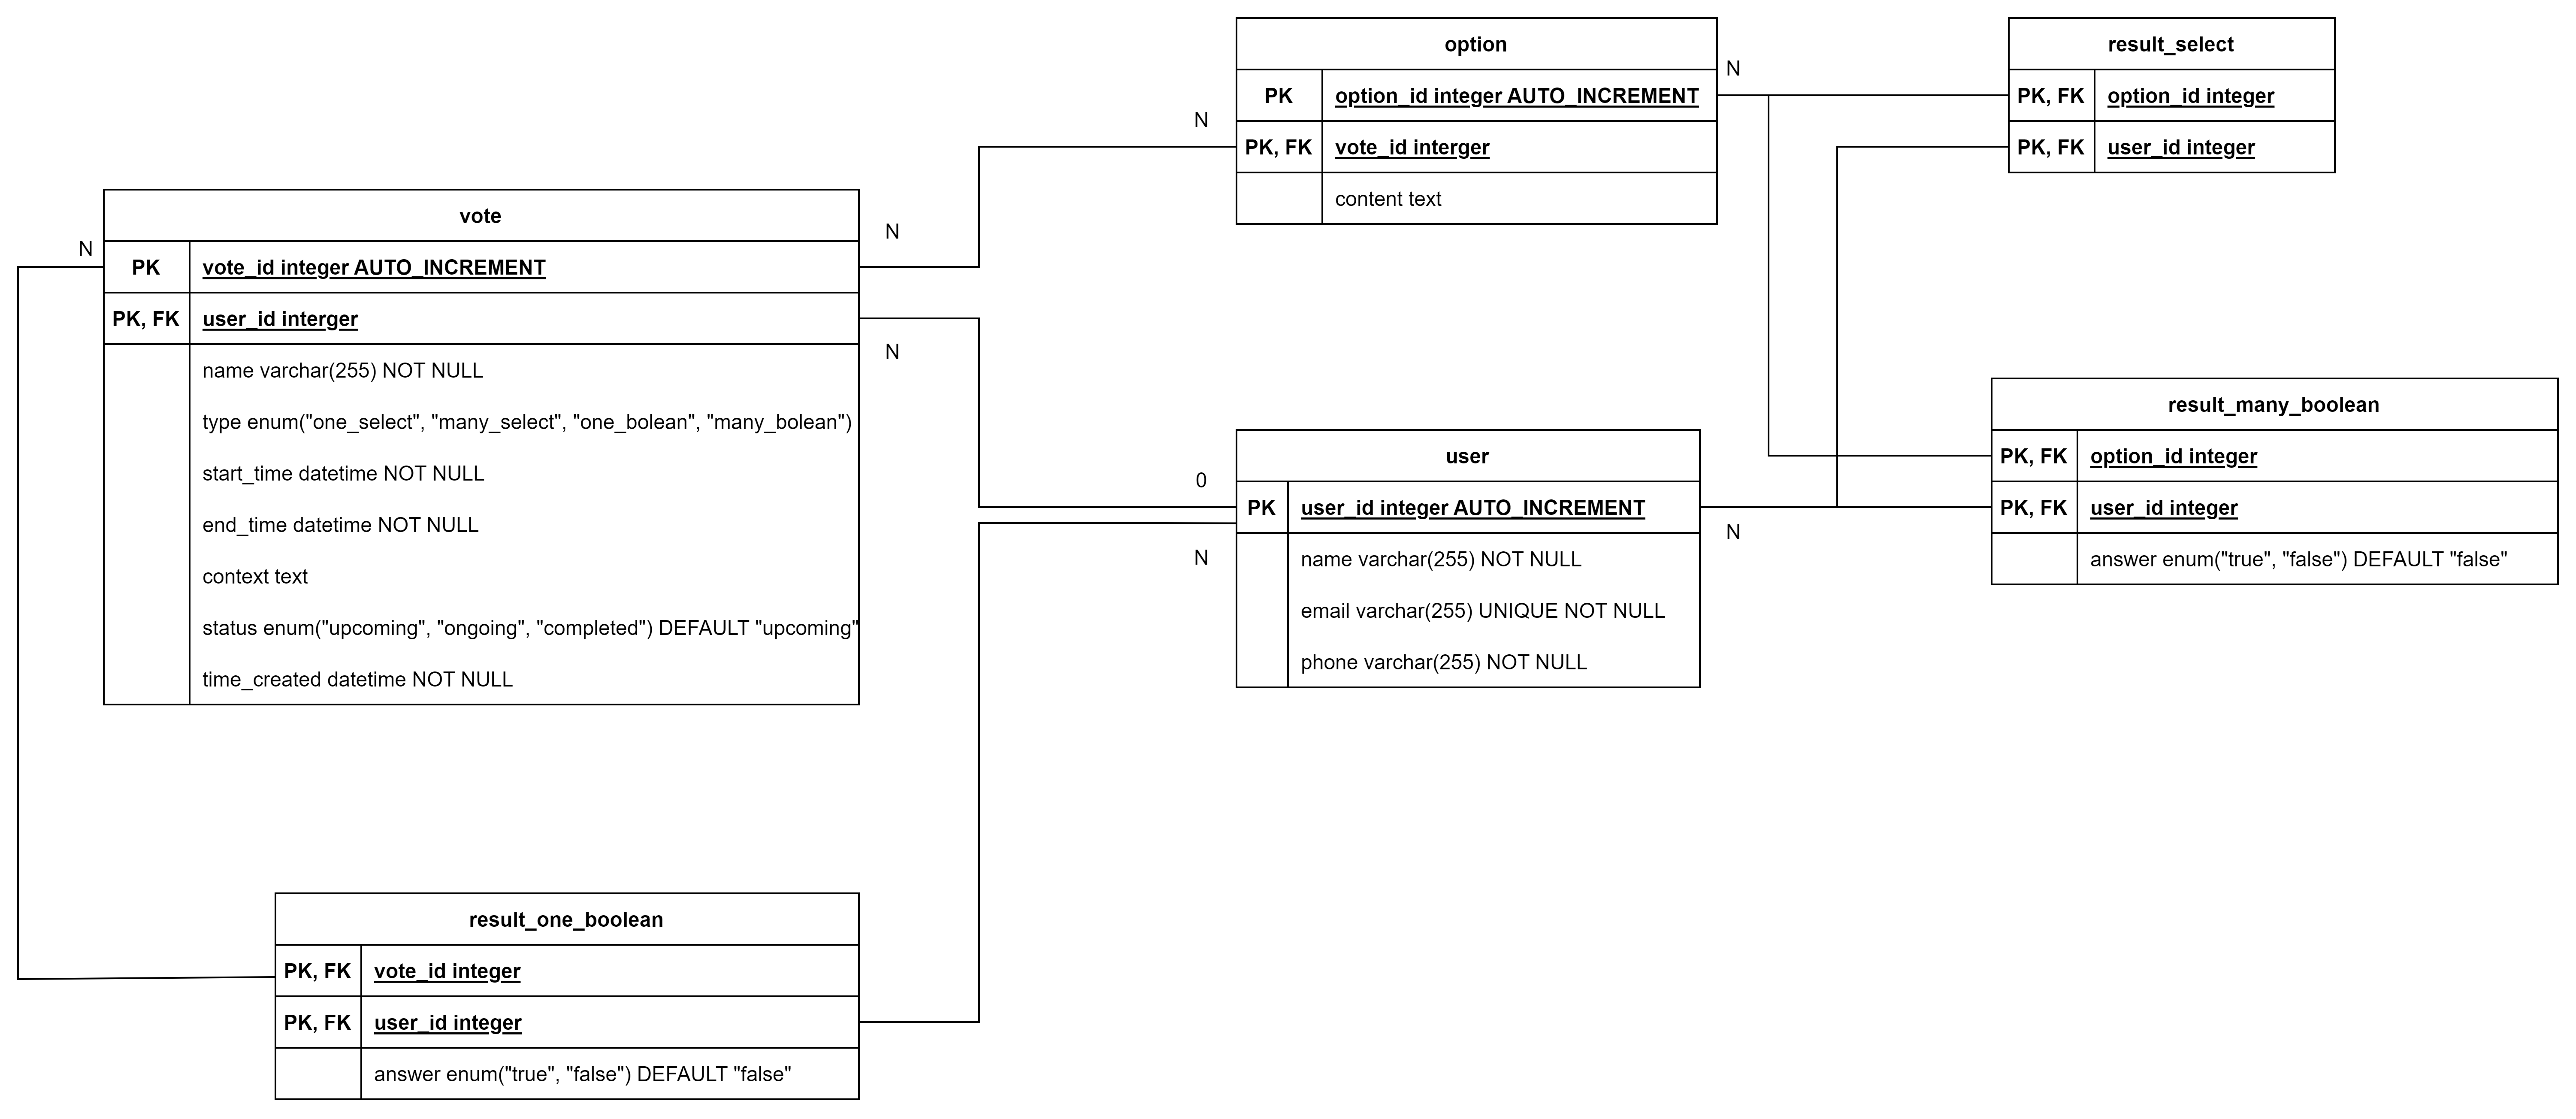 option
PK option_id integer AUTO_INCREMENT
PK, FK vote_id interger
content text
N
N
result_select
PK, FK option_id integer
PK, FK user_id integer
vote
PK vote_id integer AUTO_INCREMENT
PK, FK user_id interger
name varchar(255) NOT NULL
type enum("one_select", "many_select", "one_bolean", "many_bolean")
start_time datetime NOT NULL
end_time datetime NOT NULL
context text
status enum("upcoming", "ongoing", "completed") DEFAULT "upcoming"
time_created datetime NOT NULL
N
N
N
user
PK user_id integer AUTO_INCREMENT
name varchar(255) NOT NULL
email varchar(255) UNIQUE NOT NULL
phone varchar(255) NOT NULL
0
N
N
result_many_boolean
PK, FK option_id integer
PK, FK user_id integer
answer enum("true", "false") DEFAULT "false"
result_one_boolean
PK, FK vote_id integer
PK, FK user_id integer
answer enum("true", "false") DEFAULT "false"